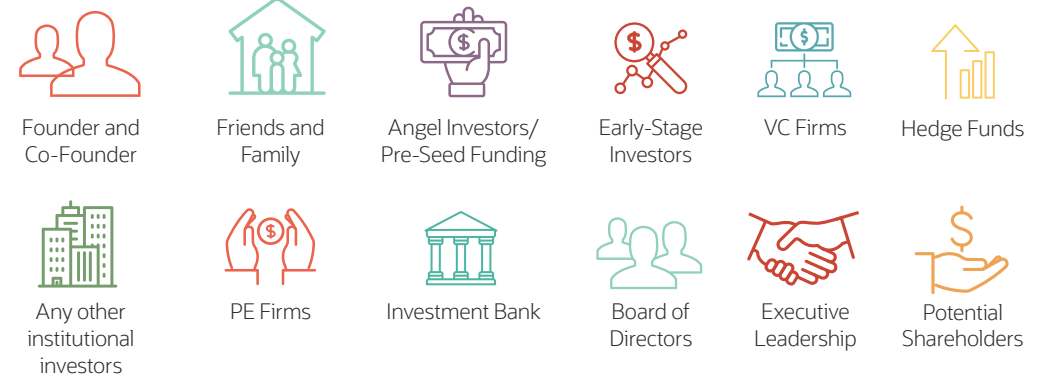 Founder and
Co-Founder
Friends and
Family
Angel Investors/
Pre-Seed Funding
Early-Stage
Investors
VC Firms
Hedge Funds
Any other
institutional
investors
PE Firms
Investment Bank
Board of
Directors
Executive
Leadership
Potential
Shareholders